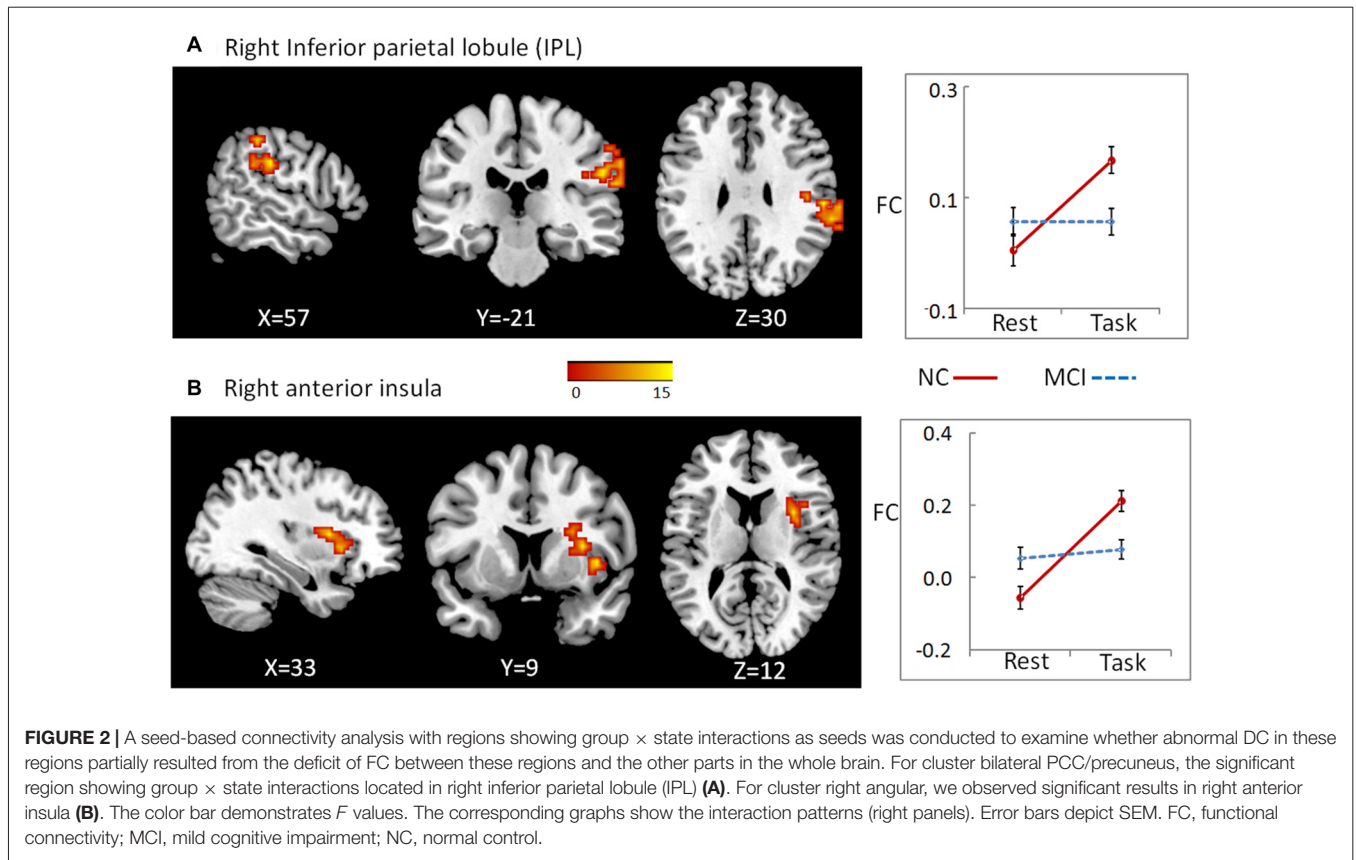 A Right Inferior parietal lobule (IPL)
X=57 Y=-21 Z=30
0.3
FC 0.1
-0.1
Rest Task
0 15
NC MCI
B Right anterior insula
X=33 Y=9 Z=12
0.4
FC 0.2
0.0
-0.2
Rest Task
FIGURE 2 | A seed-based connectivity analysis with regions showing group × state interactions as seeds was conducted to examine whether abnormal DC in these
regions partially resulted from the deficit of FC between these regions and the other parts in the whole brain. For cluster bilateral PCC/precuneus, the significant
region showing group × state interactions located in right inferior parietal lobule (IPL) (A). For cluster right angular, we observed significant results in right anterior
insula (B). The color bar demonstrates F values. The corresponding graphs show the interaction patterns (right panels). Error bars depict SEM. FC, functional
connectivity; MCI, mild cognitive impairment; NC, normal control.